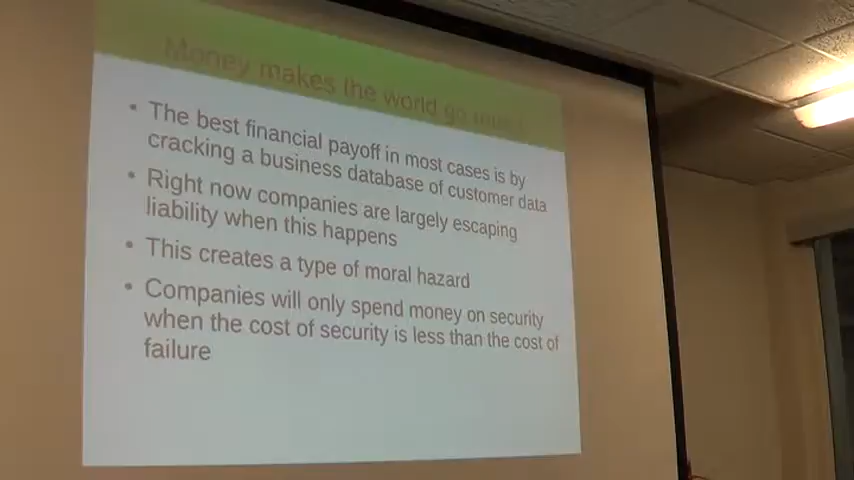 Money makes the world go
• The best financial payoff in most cases is by
cracking a business database of customer data
• Right now companies are largely escaping
liability when this happens
• This creates a type of moral hazard
• Companies will only spend money on security
when the cost of security is less than the cost of
failure